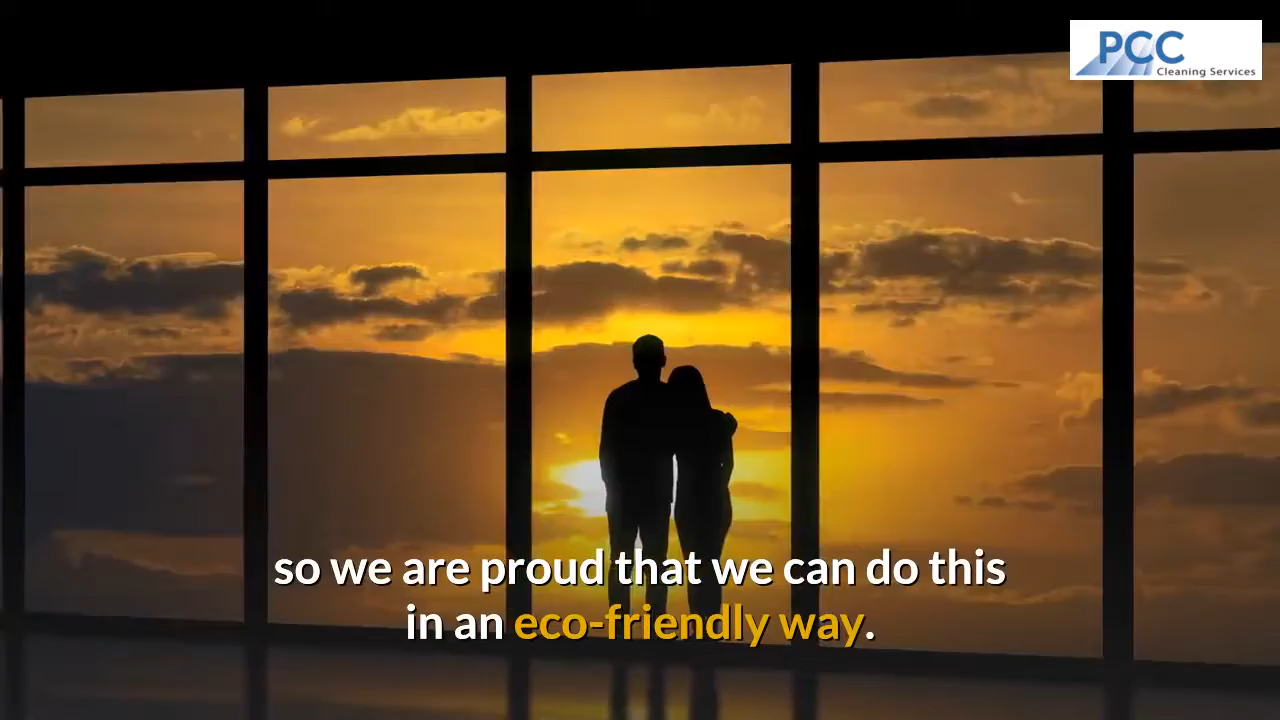 PCC
Cleaning Services
so we are proud that we can do this
in an eco-friendly way.